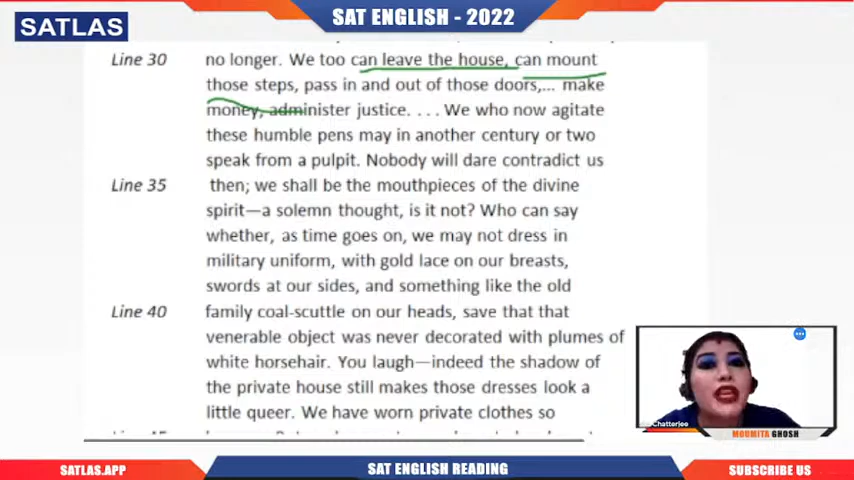 SATLAS
SAT ENGLISH - 2022
Line 30 no longer. We too can leave the house, can mount
those steps, pass in and out of those doors,... make
money, administer justice. . . . We who now agitate
these humble pens may in another century or two
speak from a pulpit. Nobody will dare contradict us
Line 35 then; we shall be the mouthpieces of the divine
spirit—a solemn thought, is it not? Who can say
whether, as time goes on, we may not dress in
military uniform, with gold lace on our breasts,
swords at our sides, and something like the old
Line 40 family coal-scuttle on our heads, save that that
venerable object was never decorated with plumes of
white horsehair. You laugh—indeed the shadow of
the private house still makes those dresses look a
little queer. We have worn private clothes so
Chatterjee
MOUMITA GHOSH
SATLAS.APP
SAT ENGLISH READING
SUBSCRIBE US